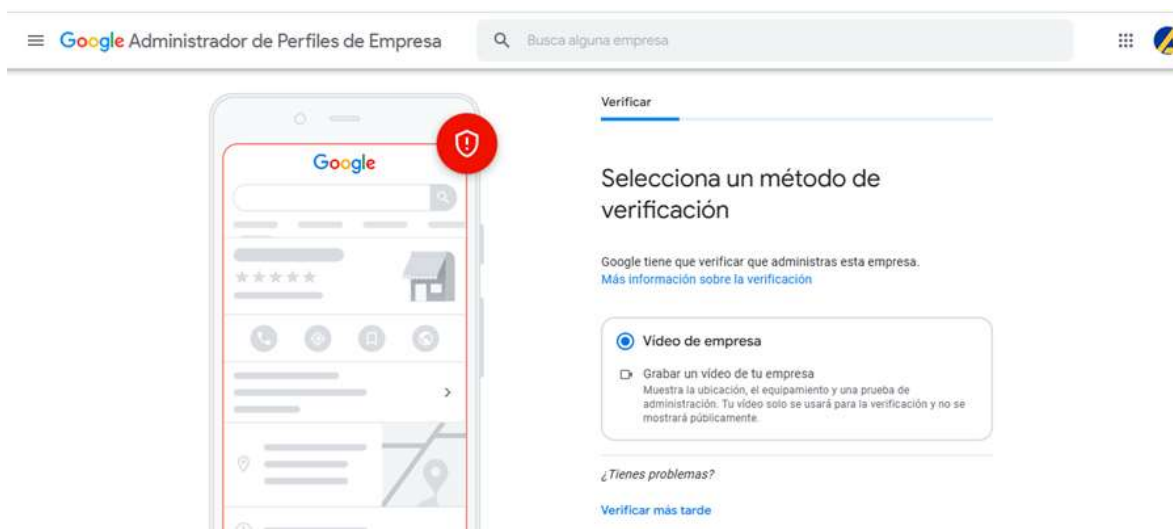 Google Administrador de Perfiles de Empresa
Busca alguna empresa
Google
Verificar
Selecciona un método de
verificación
Google tiene que verificar que administras esta empresa.
Más información sobre la verificación
Vídeo de empresa
Grabar un vídeo de tu empresa
Muestra la ubicación, el equipamiento y una prueba de
administración. Tu vídeo solo se usará para la verificación y no se
mostrará públicamente.
¿Tienes problemas?
Verificar más tarde